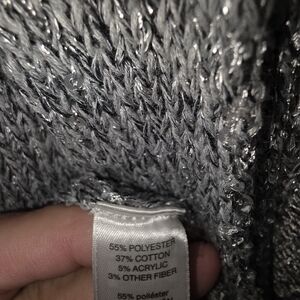 55% POLYESTER
37% COTTON
5% ACRYLIC
3% OTHER FIBER
55% poliéster